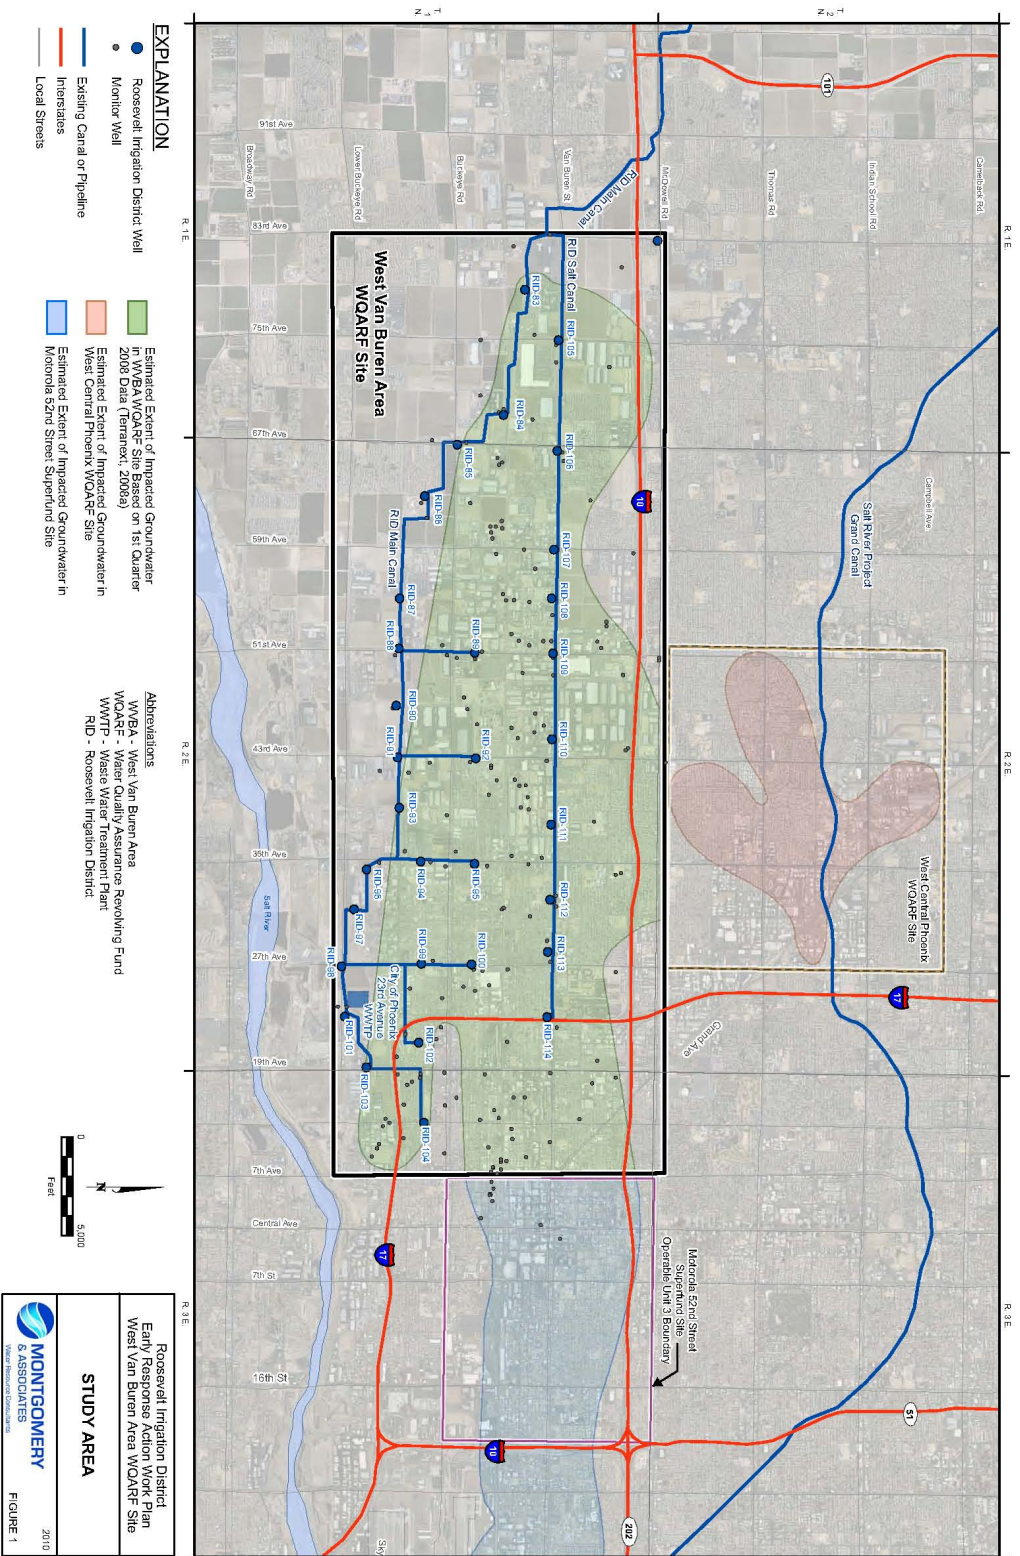 T. 2 N.
T. 1 N.
R. 1 E.
R. 2 E.
R. 3 E.
R. 1 E.
R. 3 E.
101
10
17
51
202
17
10
Camelback Rd
Campbell Ave
Indian School Rd
Thomas Rd
McDowell Rd
Van Buren St
Buckeye Rd
Lower Buckeye Rd
Broadway Rd
91st Ave
83rd Ave
75th Ave
67th Ave
59th Ave
51st Ave
43rd Ave
35th Ave
27th Ave
19th Ave
7th Ave
Central Ave
7th St
16th St
Grand Ave
Sky
Salt River Project
Grand Canal
RID Main Canal
RID Salt Canal
RID Main Canal
Salt River
West Van Buren Area
WQARF Site
West Central Phoenix
WQARF Site
Motorola 52nd Street
Superfund Site
Operable Unit 3 Boundary
City of Phoenix
23rd Avenue
WWTP
RID-83
RID-84
RID-85
RID-86
RID-87
RID-88
RID-89
RID-90
RID-91
RID-92
RID-93
RID-94
RID-95
RID-96
RID-97
RID-98
RID-99
RID-100
RID-101
RID-102
RID-103
RID-104
RID-105
RID-106
RID-107
RID-108
RID-109
RID-110
RID-111
RID-112
RID-113
RID-114
EXPLANATION
Roosevelt Irrigation District Well
Monitor Well
Existing Canal or Pipeline
Interstates
Local Streets
Estimated Extent of Impacted Groundwater
in WVBA WQARF Site Based on 1st Quarter
2008 Data (Terranext, 2008a)
Estimated Extent of Impacted Groundwater in
West Central Phoenix WQARF Site
Estimated Extent of Impacted Groundwater in
Motorola 52nd Street Superfund Site
Abbreviations
WVBA - West Van Buren Area
WQARF - Water Quality Assurance Revolving Fund
WWTP - Waste Water Treatment Plant
RID - Roosevelt Irrigation District
N
0 5,000
Feet
Roosevelt Irrigation District
Early Response Action Work Plan
West Van Buren Area WQARF Site
STUDY AREA
MONTGOMERY
& ASSOCIATES
Water Resource Consultants
2010
FIGURE 1